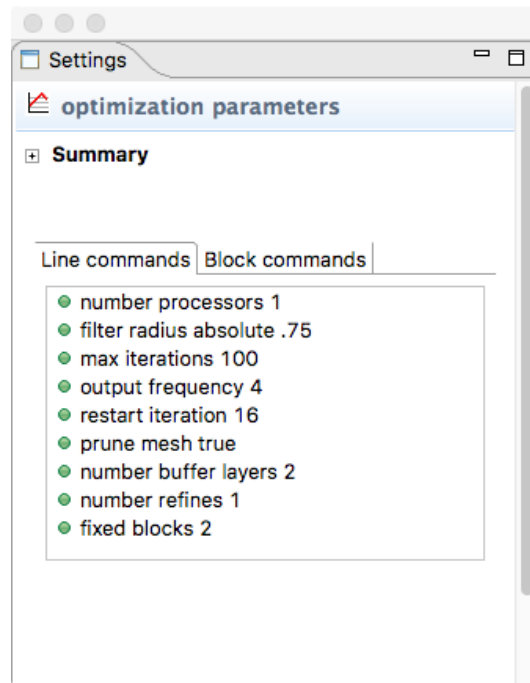 Settings
optimization parameters
Summary
Line commands Block commands
number processors 1
filter radius absolute .75
max iterations 100
output frequency 4
restart iteration 16
prune mesh true
number buffer layers 2
number refines 1
fixed blocks 2